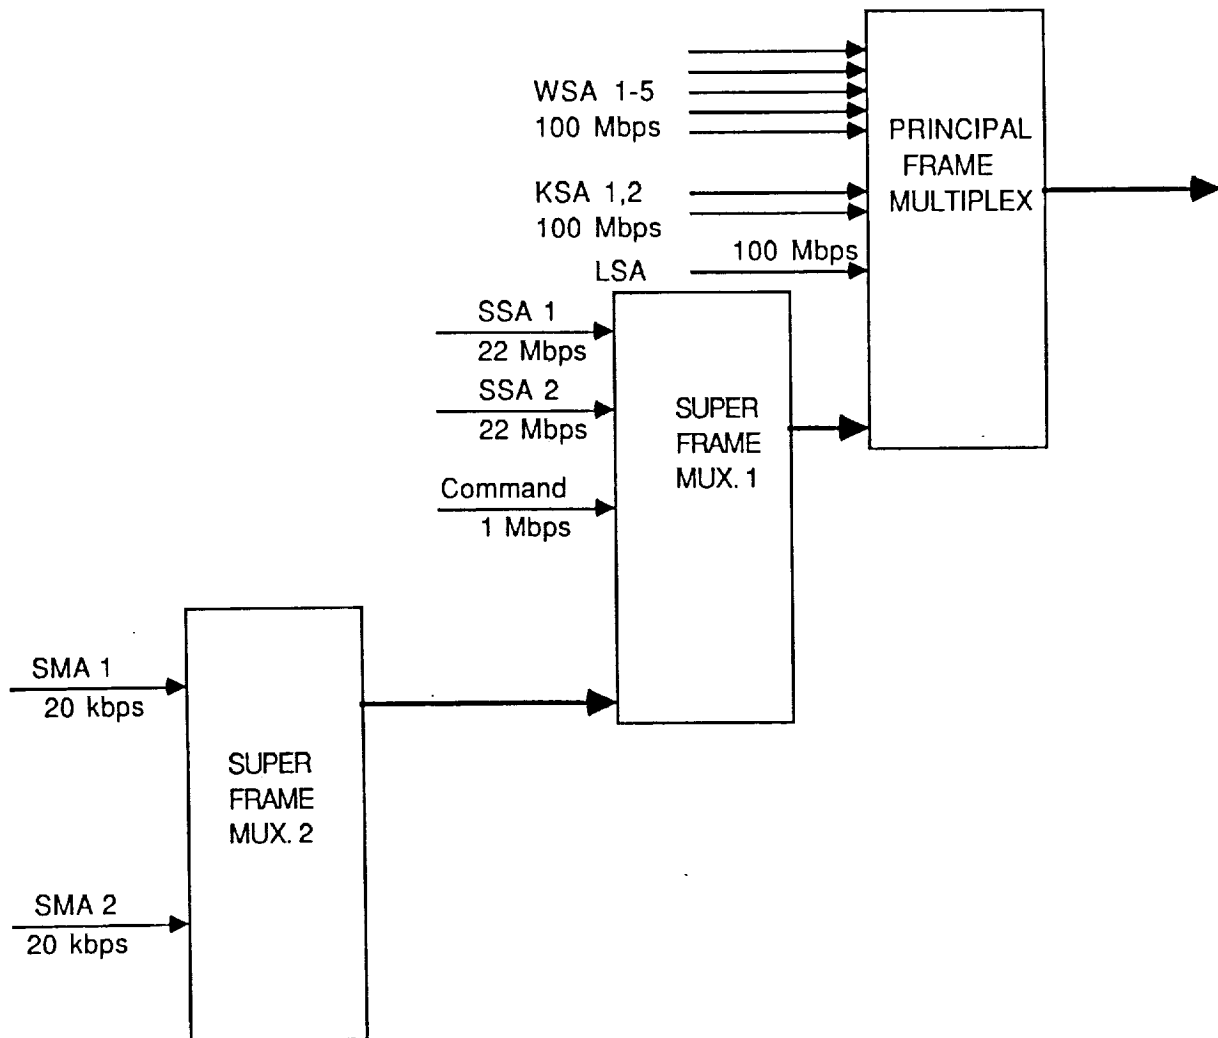 WSA 1-5
100 Mbps
PRINCIPAL
FRAME
MULTIPLEX
KSA 1,2
100 Mbps
100 Mbps
LSA
SSA 1
22 Mbps
SSA 2
22 Mbps
SUPER
FRAME
MUX. 1
Command
1 Mbps
SMA 1
20 kbps
SUPER
FRAME
MUX. 2
SMA 2
20 kbps